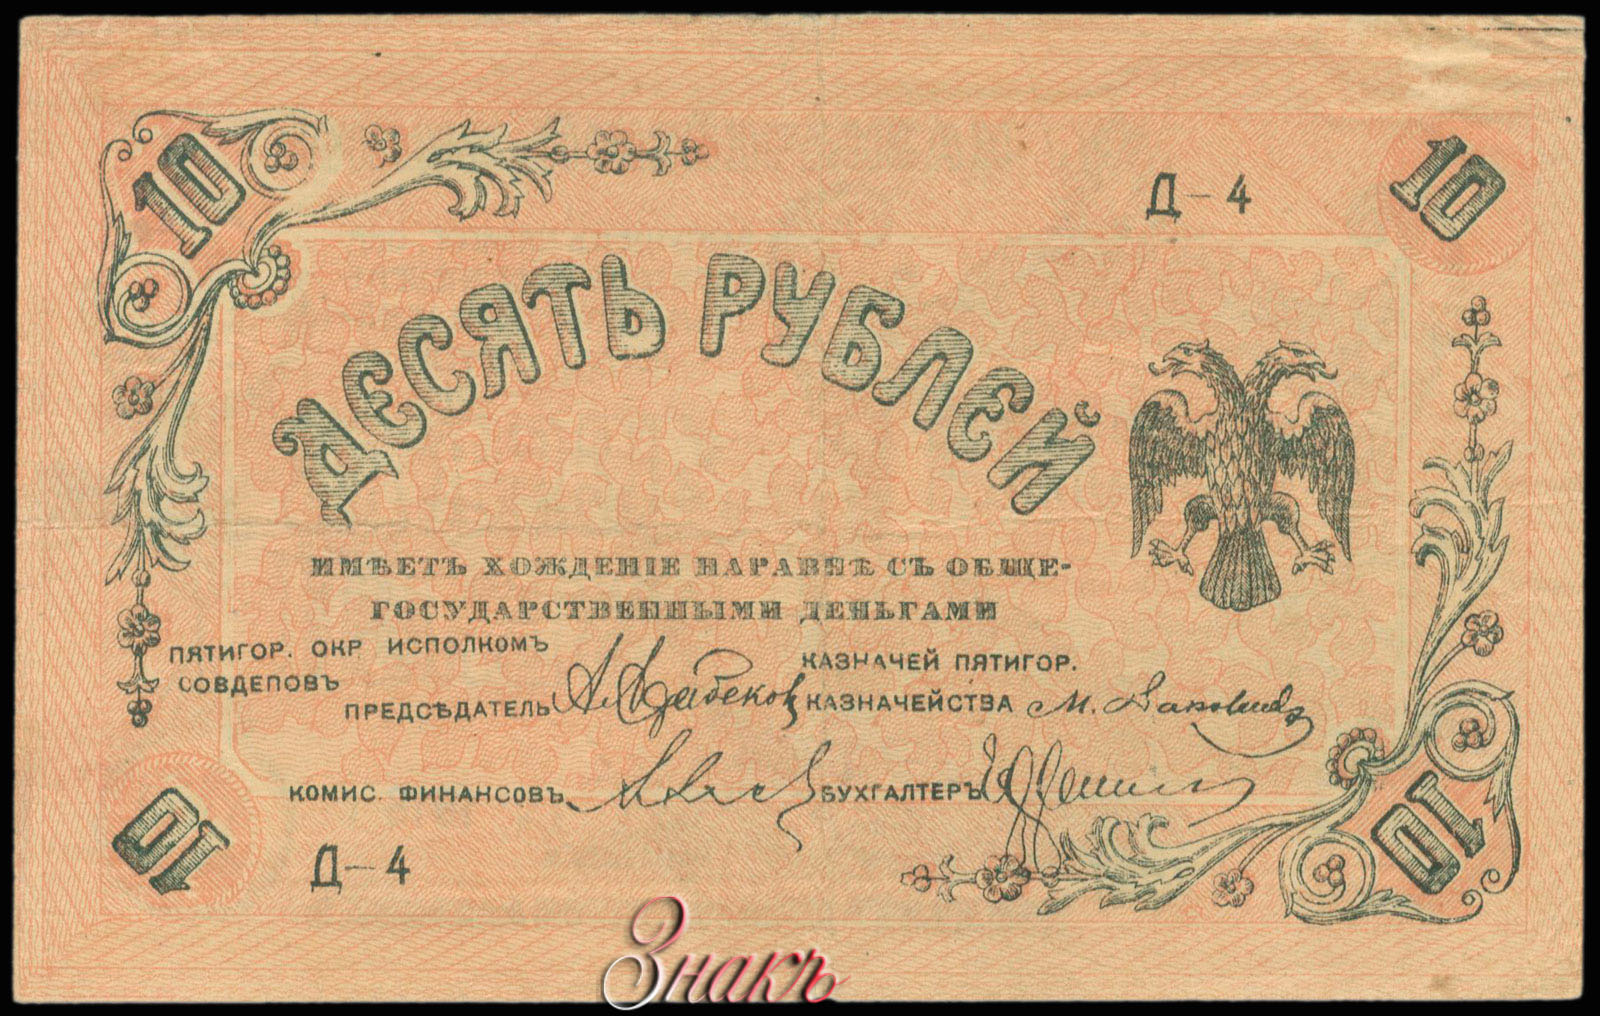 10
10
Д-4
ДЕСЯТЬ РУБЛЕЙ
ИМѢЕТЪ ХОЖДЕНІЕ НАРАВНѢ СЪ ОБЩЕ-
ГОСУДАРСТВЕННЫМИ ДЕНЬГАМИ
ПЯТИГОР. ОКР ИСПОЛКОМЪ
СОВДЕПОВЪ
ПРЕДСѢДАТЕЛЬ
КАЗНАЧЕЙ ПЯТИГОР.
КАЗНАЧЕЙСТВА М.
КОМИС. ФИНАНСОВЪ
БУХГАЛТЕРЪ
10
Д-4
10
Знакъ